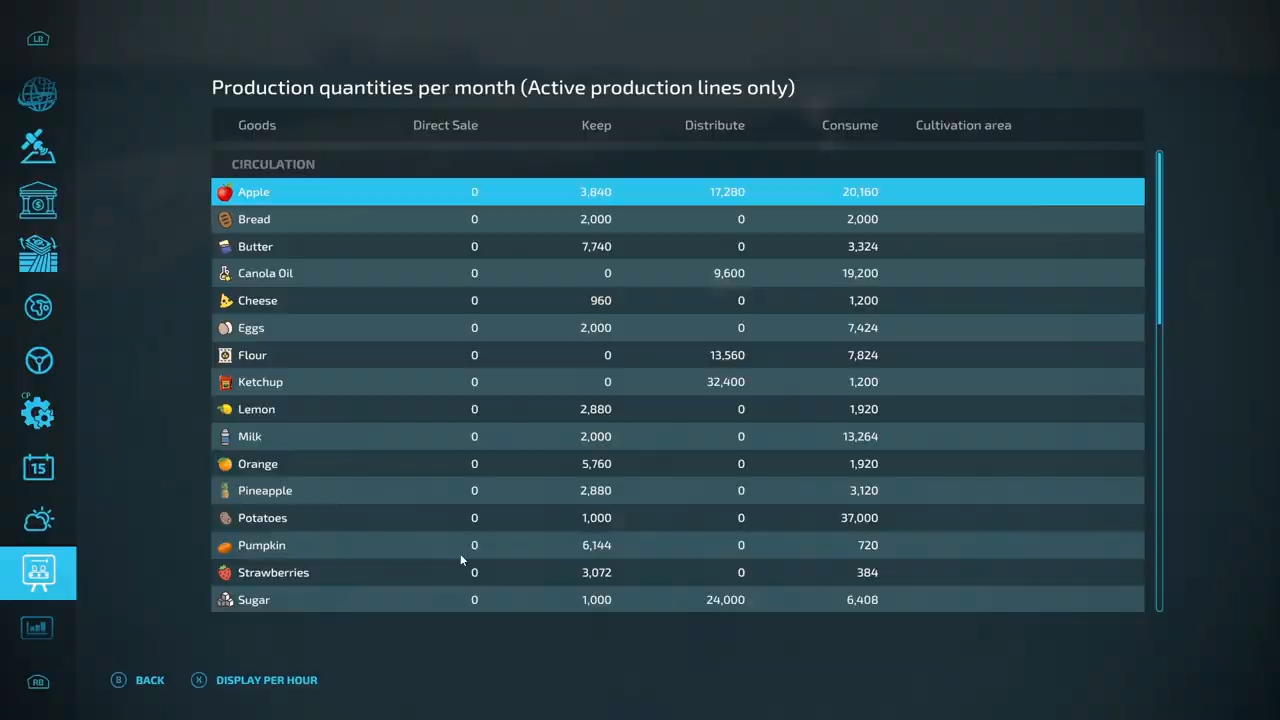 LB
Production quantities per month (Active production lines only)
Goods Direct Sale Keep Distribute Consume Cultivation area
CIRCULATION
Apple 0 3,840 17,280 20,160
Bread 0 2,000 0 2,000
Butter 0 7,740 0 3,324
Canola Oil 0 0 9,600 19,200
Cheese 0 960 0 1,200
Eggs 0 2,000 0 7,424
Flour 0 0 13,560 7,824
Ketchup 0 0 32,400 1,200
Lemon 0 2,880 0 1,920
Milk 0 2,000 0 13,264
Orange 0 5,760 0 1,920
Pineapple 0 2,880 0 3,120
Potatoes 0 1,000 0 37,000
Pumpkin 0 6,144 0 720
Strawberries 0 3,072 0 384
Sugar 0 1,000 24,000 6,408
CP
15
RB
B BACK X DISPLAY PER HOUR